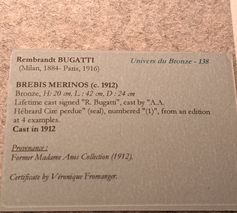 Rembrandt BUGATTI
(Milan, 1884- Paris, 1916)
Univers du Bronze - 138
BREBIS MERINOS (c. 1912)
Bronze, H: 20 cm, L : 42 cm, D : 24 cm
Lifetime cast signed "R. Bugatti", cast by "A.A.
Hébrard Cire perdue" (seal), numbered "(1)", from an edition
at 4 examples.
Cast in 1912
Provenance :
Former Madame Amos Collection (1912).
Certificate by Véronique Fromanger.